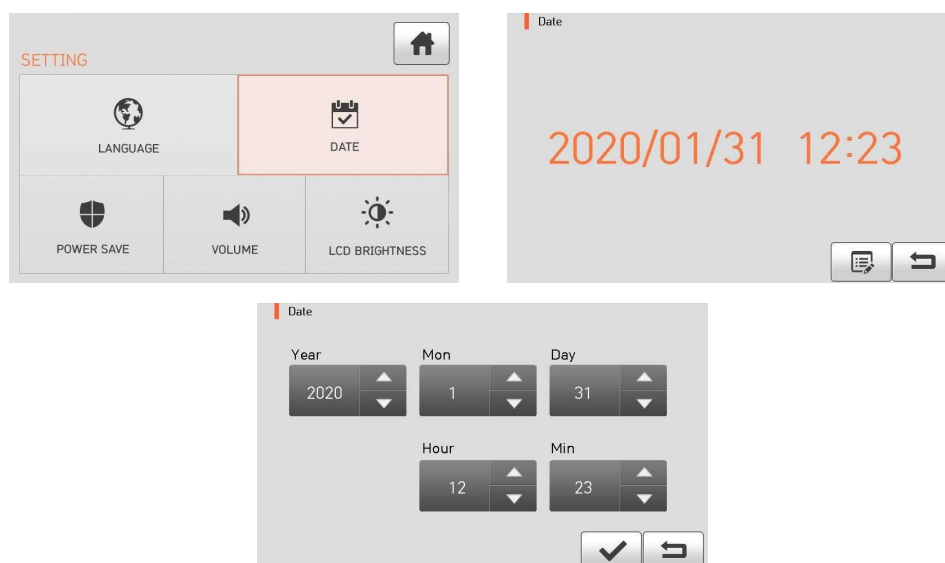 SETTING
LANGUAGE
DATE
POWER SAVE
VOLUME
LCD BRIGHTNESS
Date
2020/01/31 12:23
Date
Year Mon Day
2020 1 31
Hour Min
12 23